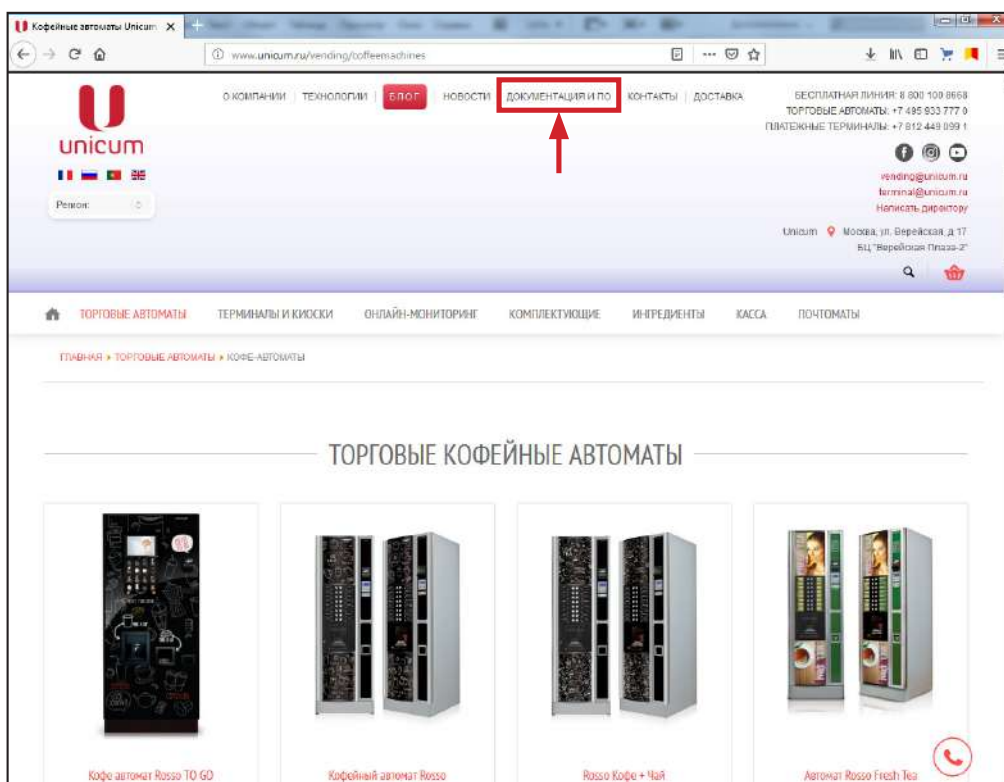 Кофейные автоматы Unicum
www.unicum.ru/vending/coffeemachines
unicum
Регион:
О КОМПАНИИ | ТЕХНОЛОГИИ | БЛОГ | НОВОСТИ | ДОКУМЕНТАЦИЯ И ПО | КОНТАКТЫ | ДОСТАВКА
БЕСПЛАТНАЯ ЛИНИЯ: 8 800 100 8668
ТОРГОВЫЕ АВТОМАТЫ: +7 495 933 777 0
ПЛАТЕЖНЫЕ ТЕРМИНАЛЫ: +7 812 449 099 1
vending@unicum.ru
terminal@unicum.ru
Написать директору
Unicum Москва, ул. Верейская, д 17
БЦ "Верейская Плаза-2"
ТОРГОВЫЕ АВТОМАТЫ ТЕРМИНАЛЫ И КИОСКИ ОНЛАЙН-МОНИТОРИНГ КОМПЛЕКТУЮЩИЕ ИНГРЕДИЕНТЫ КАССА ПОЧТОМАТЫ
ГЛАВНАЯ ТОРГОВЫЕ АВТОМАТЫ КОФЕ-АВТОМАТЫ
ТОРГОВЫЕ КОФЕЙНЫЕ АВТОМАТЫ
Кофе автомат Rosso TO GO
Кофейный автомат Rosso
Rosso Кофе + Чай
Автомат Rosso Fresh Tea